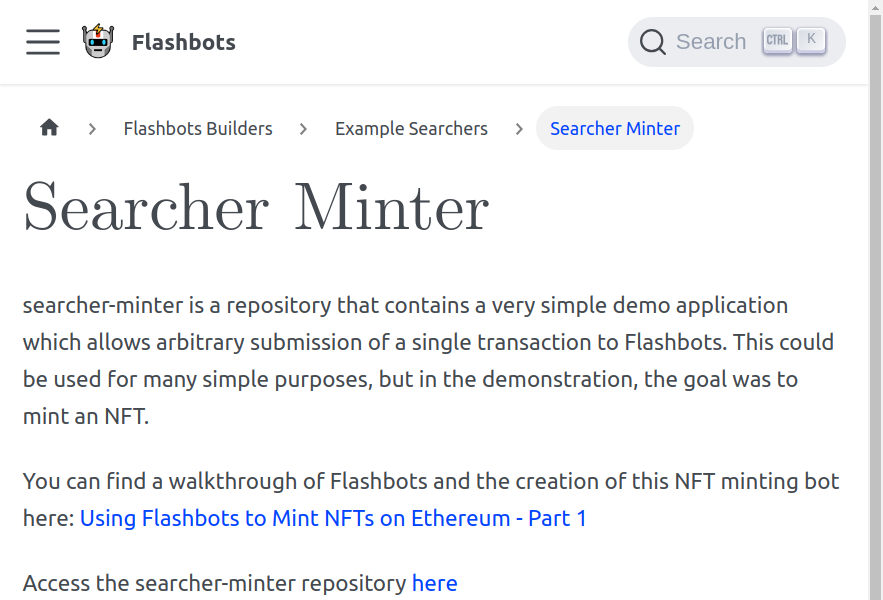 Flashbots
Search CTRL K
Flashbots Builders Example Searchers Searcher Minter
Searcher Minter
searcher-minter is a repository that contains a very simple demo application
which allows arbitrary submission of a single transaction to Flashbots. This could
be used for many simple purposes, but in the demonstration, the goal was to
mint an NFT.
You can find a walkthrough of Flashbots and the creation of this NFT minting bot
here: Using Flashbots to Mint NFTs on Ethereum - Part 1
Access the searcher-minter repository here